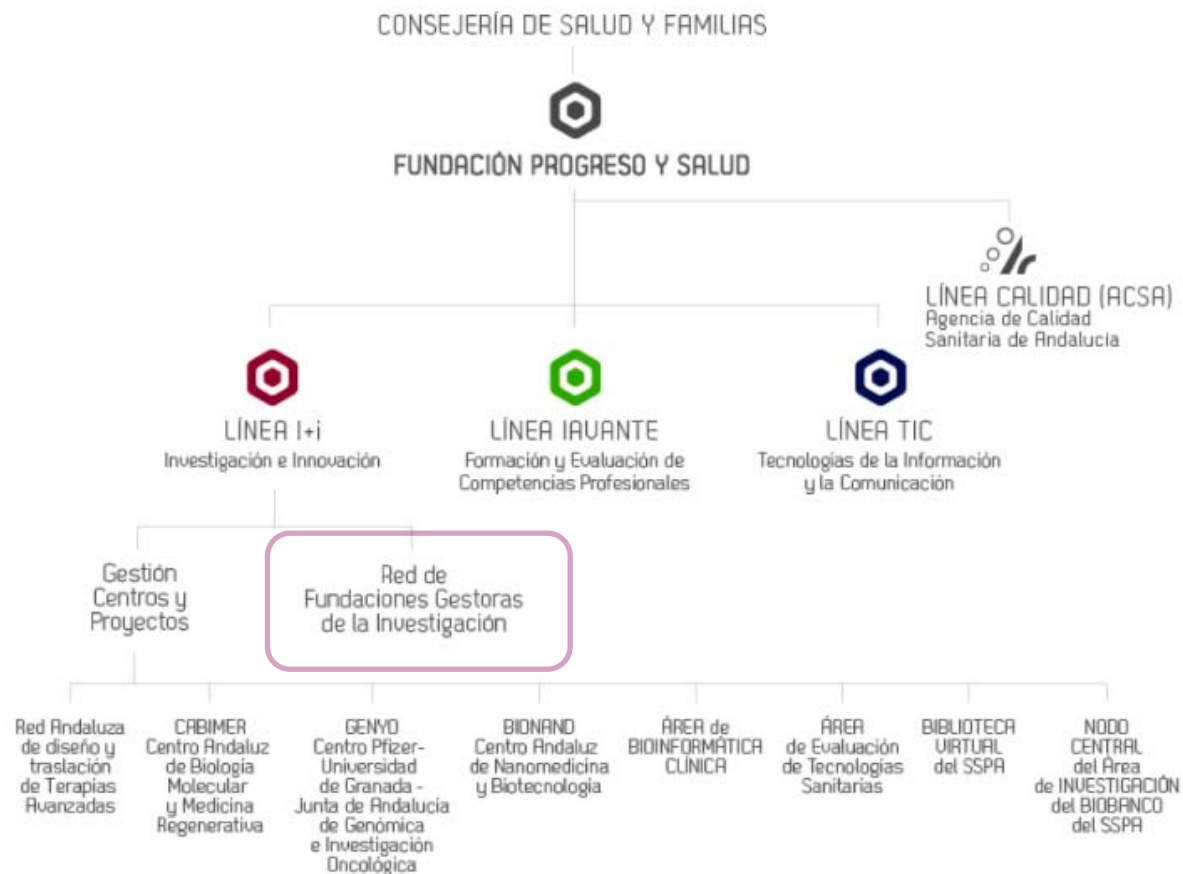 CONSEJERÍA DE SALUD Y FAMILIAS
FUNDACIÓN PROGRESO Y SALUD
LÍNEA CALIDAD (ACSA)
Agencia de Calidad
Sanitaria de Andalucía
LÍNEA I+i
Investigación e Innovación
LÍNEA IAVANTE
Formación y Evaluación de
Competencias Profesionales
LÍNEA TIC
Tecnologías de la Información
y la Comunicación
Gestión
Centros y
Proyectos
Red de
Fundaciones Gestoras
de la Investigación
Red Andaluza
de diseño y
traslación
de Terapias
Avanzadas
CABIMER
Centro Andaluz
de Biología
Molecular
y Medicina
Regenerativa
GENYO
Centro Pfizer-
Universidad
de Granada -
Junta de Andalucía
de Genómica
e Investigación
Oncológica
BIONAND
Centro Andaluz
de Nanomedicina
y Biotecnología
ÁREA de
BIOINFORMÁTICA
CLÍNICA
ÁREA
de Evaluación
de Tecnologías
Sanitarias
BIBLIOTECA
VIRTUAL
del SSPA
NODO
CENTRAL
del Área
de INVESTIGACIÓN
del BIOBANCO
del SSPA